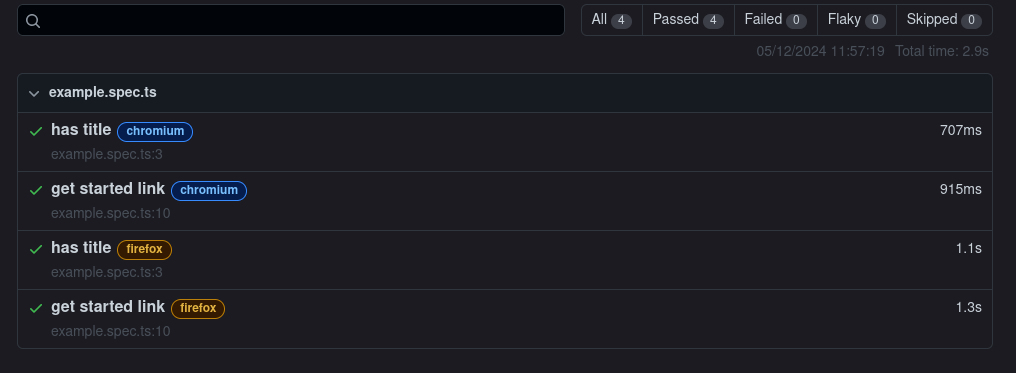 All 4 Passed 4 Failed 0 Flaky 0 Skipped 0
05/12/2024 11:57:19 Total time: 2.9s
example.spec.ts
has title chromium 707ms
example.spec.ts:3
get started link chromium 915ms
example.spec.ts:10
has title firefox 1.1s
example.spec.ts:3
get started link firefox 1.3s
example.spec.ts:10